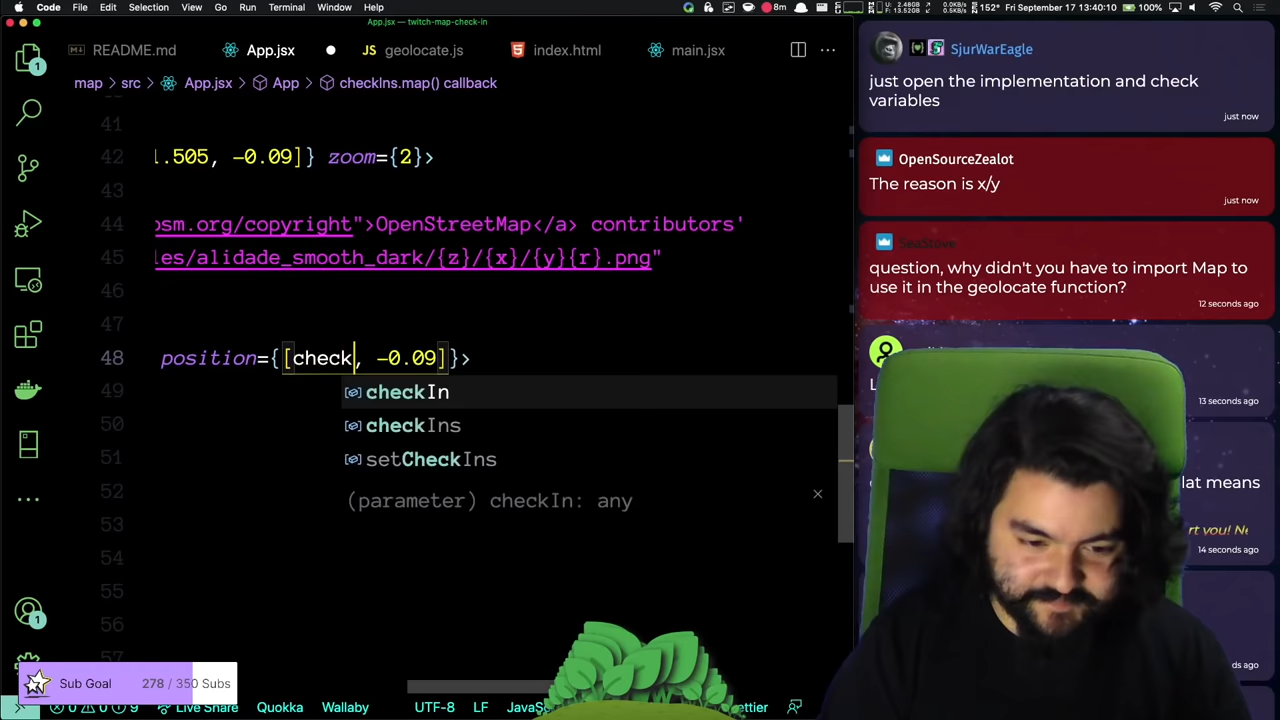 Code File Edit Selection View Go Run Terminal Window Help
8m
152° Fri September 17 13:40:10 100%
App.jsx — twitch-map-check-in
README.md App.jsx geolocate.js index.html main.jsx
map > src > App.jsx > App > checkIns.map() callback
41
42 .505, -0.09]} zoom={2}>
43
44 osm.org/copyright">OpenStreetMap</a> contributors'
45 les/alidade_smooth_dark/{z}/{x}/{y}{r}.png"
46
47
48 position={[check, -0.09]}>
49 checkIn
50 checkIns
51 setCheckIns
52 (parameter) checkIn: any
53
54
55
56
57
Sub Goal 278 / 350 Subs
Live Share Quokka Wallaby UTF-8 LF
SjurWarEagle
just open the implementation and check
variables
just now
OpenSourceZealot
The reason is x/y
just now
SeaStove
question, why didn't you have to import Map to
use it in the geolocate function?
12 seconds ago
13 seconds ago
lat means
14 seconds ago